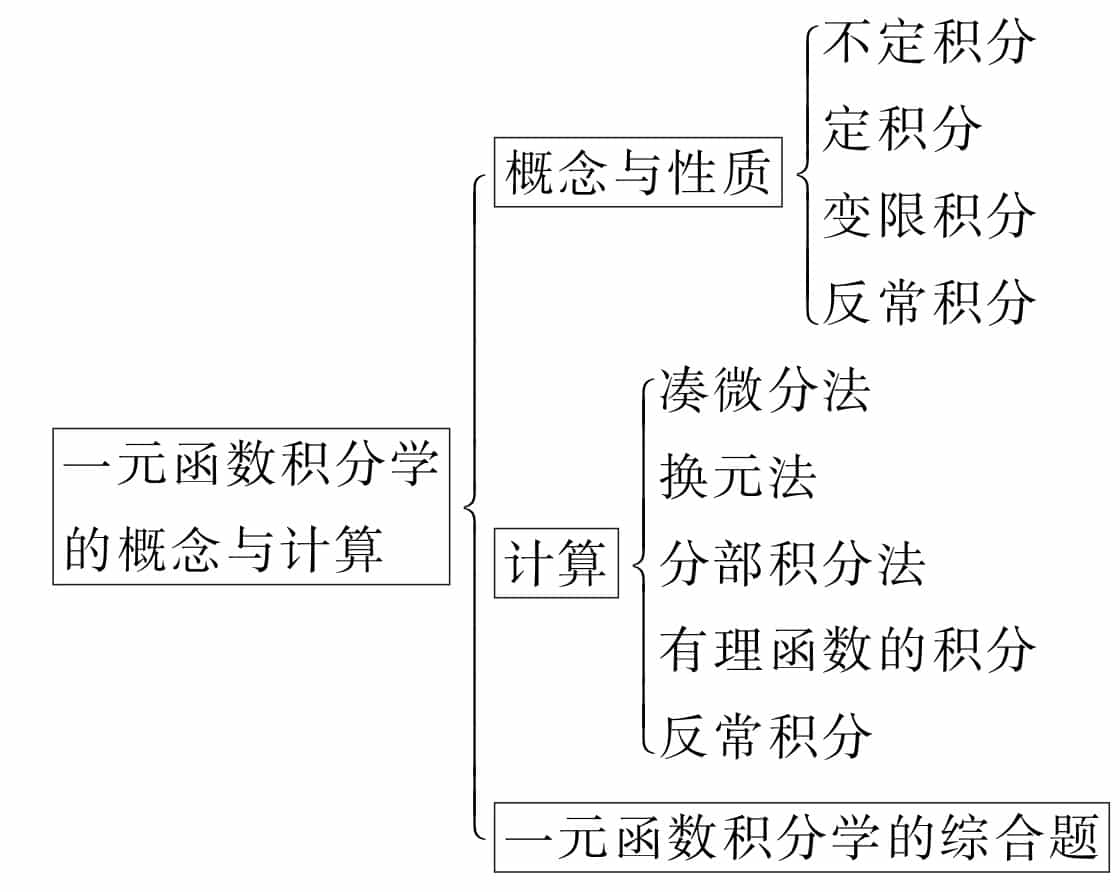 不定积分
定积分
概念与性质
变限积分
反常积分
凑微分法
一元函数积分学
换元法
的概念与计算
计算
分部积分法
有理函数的积分
反常积分
一元函数积分学的综合题